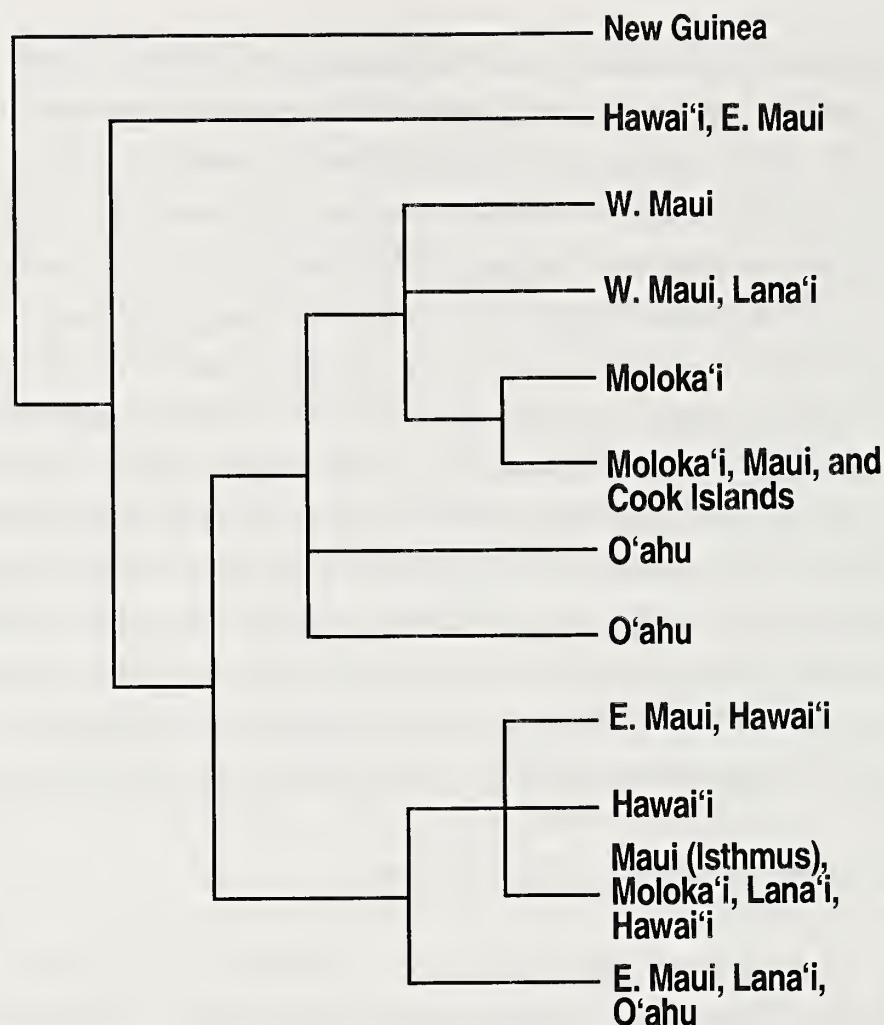 New Guinea
Hawai‘i, E. Maui
W. Maui
W. Maui, Lana‘i
Moloka‘i
Moloka‘i, Maui, and
Cook Islands
O‘ahu
O‘ahu
E. Maui, Hawai‘i
Hawai‘i
Maui (Isthmus),
Moloka‘i, Lana‘i,
Hawai‘i
E. Maui, Lana‘i,
O‘ahu